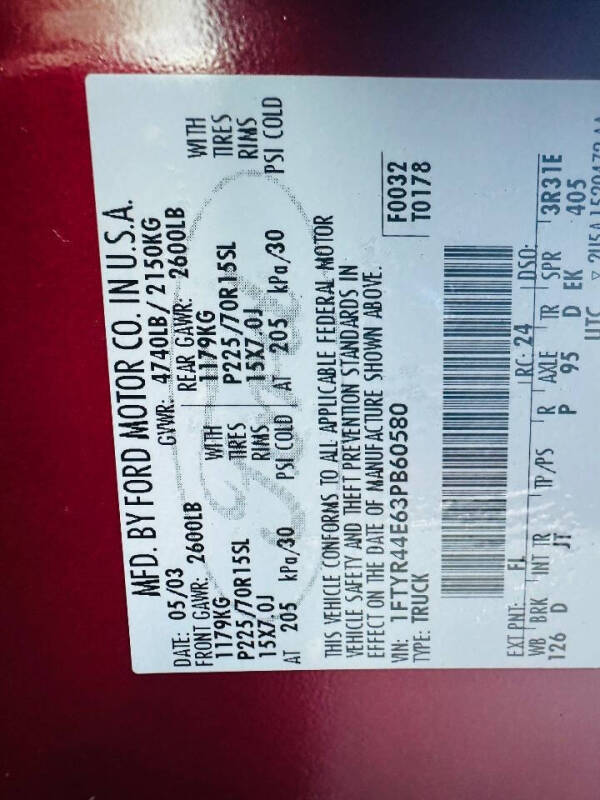 MFD. BY FORD MOTOR CO. IN U.S.A.
DATE: 05/03 GVWR: 4740LB/ 2150KG
FRONT GAWR: 2600LB REAR GAWR: 2600LB
1179KG WITH 1179KG WITH
P225/70R15SL TIRES P225/70R15SL TIRES
15X7.0J RIMS 15X7.0J RIMS
AT 205 kPa/30 PSI COLD AT 205 kPa/30 PSI COLD
THIS VEHICLE CONFORMS TO ALL APPLICABLE FEDERAL MOTOR
VEHICLE SAFETY AND THEFT PREVENTION STANDARDS IN
EFFECT ON THE DATE OF MANUFACTURE SHOWN ABOVE.
VIN: 1FTYR44E63PB60580
TYPE: TRUCK
F0032
T0178
EXT PNT: FL RC: 24 DSO:
WB BRK INT TR TP/PS R AXLE TR SPR 3R31E
126 D JT P 95 D EK 405
UTC